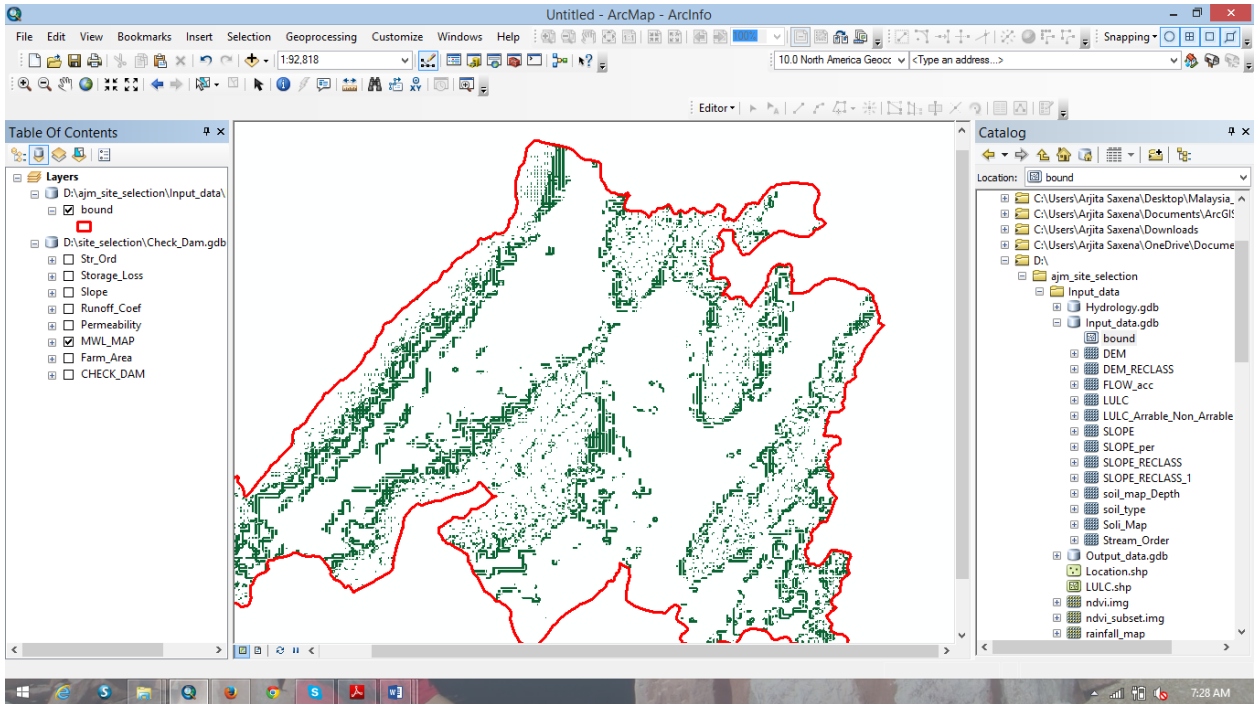 Untitled - ArcMap - ArcInfo
File Edit View Bookmarks Insert Selection Geoprocessing Customize Windows Help
100%
Snapping
1:92,818
10.0 North America Geocc
<Type an address...>
Editor
Table Of Contents
Layers
D:\ajm_site_selection\Input_data\
bound
D:\site_selection\Check_Dam.gdb
Str_Ord
Storage_Loss
Slope
Runoff_Coef
Permeability
MWL_MAP
Farm_Area
CHECK_DAM
Catalog
Location: bound
C:\Users\Arjita Saxena\Desktop\Malaysia_
C:\Users\Arjita Saxena\Documents\ArcGIS
C:\Users\Arjita Saxena\Downloads
C:\Users\Arjita Saxena\OneDrive\Docume
D:\
ajm_site_selection
Input_data
Hydrology.gdb
Input_data.gdb
bound
DEM
DEM_RECLASS
FLOW_acc
LULC
LULC_Arrable_Non_Arrable
SLOPE
SLOPE_per
SLOPE_RECLASS
SLOPE_RECLASS_1
soil_map_Depth
soil_type
Soli_Map
Stream_Order
Output_data.gdb
Location.shp
LULC.shp
ndvi.img
ndvi_subset.img
rainfall_map
7:28 AM